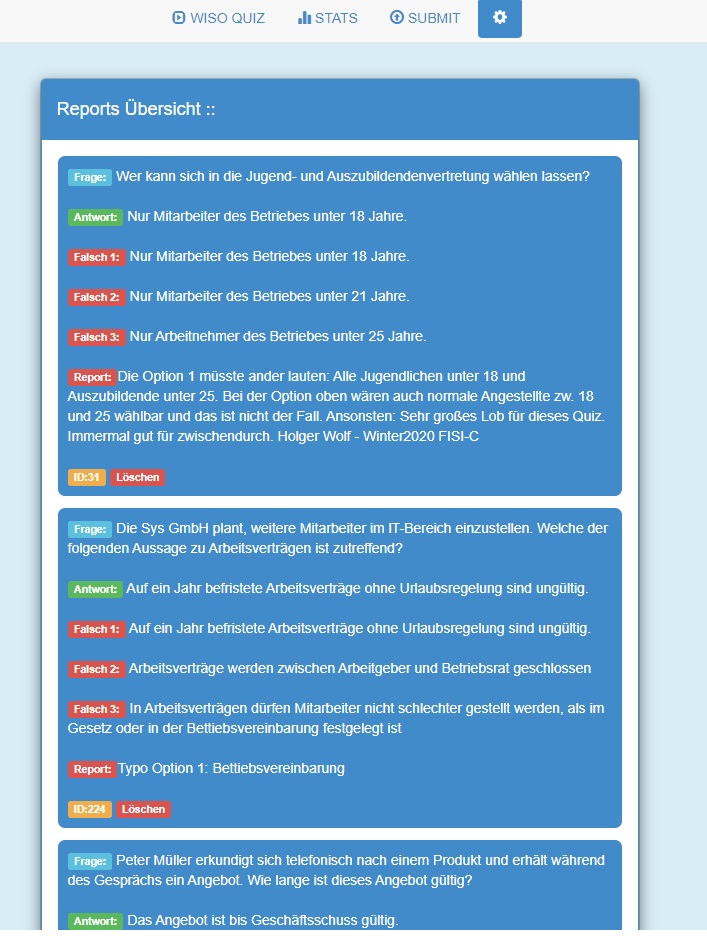 WISO QUIZ STATS SUBMIT
Reports Übersicht ::
Frage: Wer kann sich in die Jugend- und Auszubildendenvertretung wählen lassen?
Antwort: Nur Mitarbeiter des Betriebes unter 18 Jahre.
Falsch 1: Nur Mitarbeiter des Betriebes unter 18 Jahre.
Falsch 2: Nur Mitarbeiter des Betriebes unter 21 Jahre.
Falsch 3: Nur Arbeitnehmer des Betriebes unter 25 Jahre.
Report: Die Option 1 müsste ander lauten: Alle Jugendlichen unter 18 und
Auszubildende unter 25. Bei der Option oben wären auch normale Angestellte zw. 18
und 25 wählbar und das ist nicht der Fall. Ansonsten: Sehr großes Lob für dieses Quiz.
Immermal gut für zwischendurch. Holger Wolf - Winter2020 FISI-C
ID:31 Löschen
Frage: Die Sys GmbH plant, weitere Mitarbeiter im IT-Bereich einzustellen. Welche der
folgenden Aussage zu Arbeitsverträgen ist zutreffend?
Antwort: Auf ein Jahr befristete Arbeitsverträge ohne Urlaubsregelung sind ungültig.
Falsch 1: Auf ein Jahr befristete Arbeitsverträge ohne Urlaubsregelung sind ungültig.
Falsch 2: Arbeitsverträge werden zwischen Arbeitgeber und Betriebsrat geschlossen
Falsch 3: In Arbeitsverträgen dürfen Mitarbeiter nicht schlechter gestellt werden, als im
Gesetz oder in der Bettiebsvereinbarung festgelegt ist
Report: Typo Option 1: Bettiebsvereinbarung
ID:224 Löschen
Frage: Peter Müller erkundigt sich telefonisch nach einem Produkt und erhält während
des Gesprächs ein Angebot. Wie lange ist dieses Angebot gültig?
Antwort: Das Angebot ist bis Geschäftsschuss gültig.